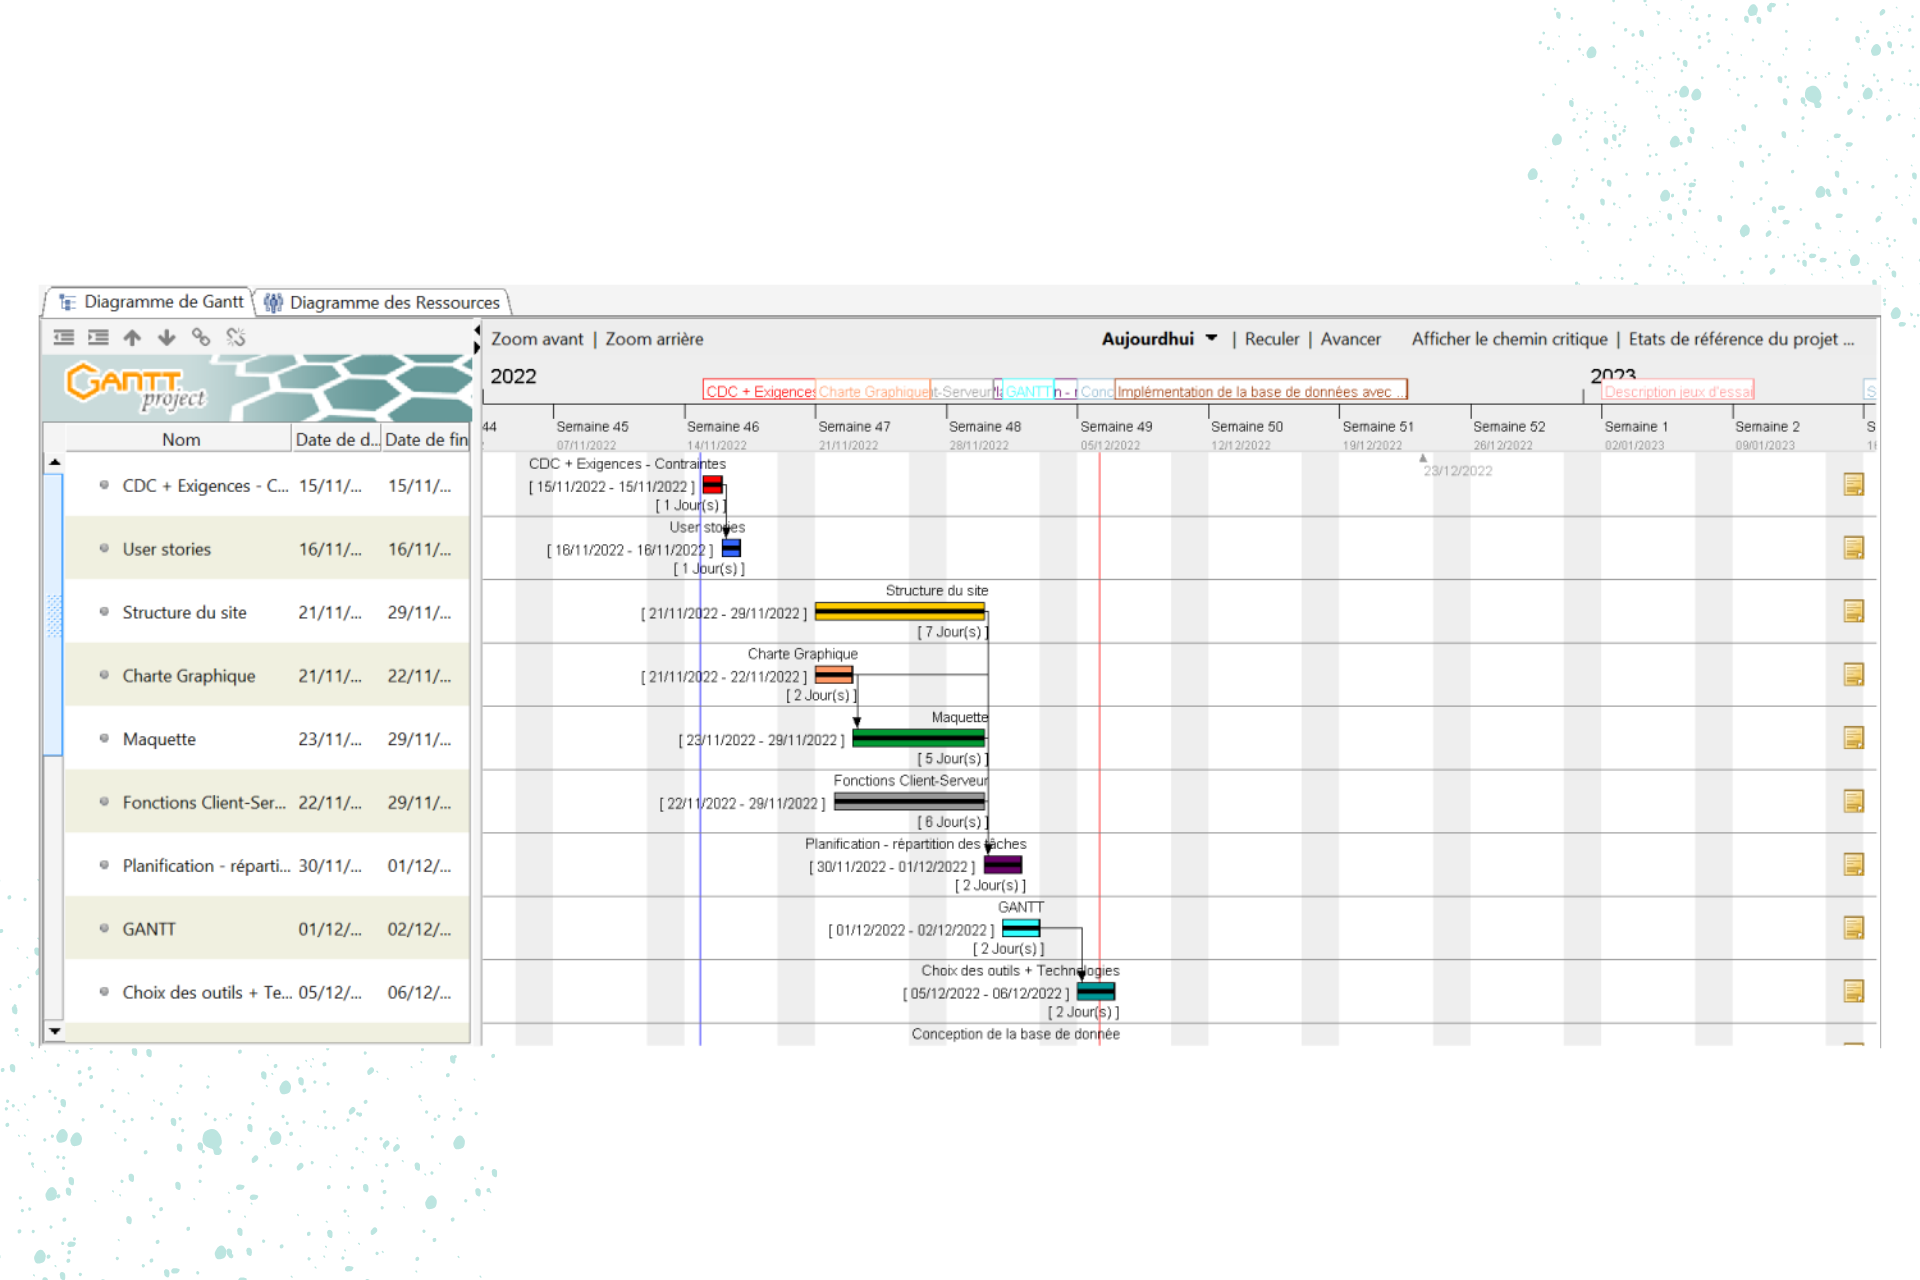 Diagramme de Gantt
Diagramme des Ressources
Zoom avant | Zoom arrière
Aujourdhui | Reculer | Avancer
Afficher le chemin critique | Etats de référence du projet ...
GANTT
project
2022
2023
CDC + Exigences
Charte Graphique
t-Serveur
GANTT
n - r
Conc
Implémentation de la base de données avec ...
Description jeux d'essai
S
44
Semaine 45
Semaine 46
Semaine 47
Semaine 48
Semaine 49
Semaine 50
Semaine 51
Semaine 52
Semaine 1
Semaine 2
S
07/11/2022
14/11/2022
21/11/2022
28/11/2022
05/12/2022
12/12/2022
19/12/2022
26/12/2022
02/01/2023
09/01/2023
23/12/2022
Nom
Date de d...
Date de fin
CDC + Exigences - C... 15/11/... 15/11/...
CDC + Exigences - Contraintes
[ 15/11/2022 - 15/11/2022 ]
[ 1 Jour(s) ]
User stories 16/11/... 16/11/...
User stories
[ 16/11/2022 - 16/11/2022 ]
[ 1 Jour(s) ]
Structure du site 21/11/... 29/11/...
Structure du site
[ 21/11/2022 - 29/11/2022 ]
[ 7 Jour(s) ]
Charte Graphique 21/11/... 22/11/...
Charte Graphique
[ 21/11/2022 - 22/11/2022 ]
[ 2 Jour(s) ]
Maquette 23/11/... 29/11/...
Maquette
[ 23/11/2022 - 29/11/2022 ]
[ 5 Jour(s) ]
Fonctions Client-Ser... 22/11/... 29/11/...
Fonctions Client-Serveur
[ 22/11/2022 - 29/11/2022 ]
[ 6 Jour(s) ]
Planification - réparti... 30/11/... 01/12/...
Planification - répartition des tâches
[ 30/11/2022 - 01/12/2022 ]
[ 2 Jour(s) ]
GANTT 01/12/... 02/12/...
GANTT
[ 01/12/2022 - 02/12/2022 ]
[ 2 Jour(s) ]
Choix des outils + Te... 05/12/... 06/12/...
Choix des outils + Technologies
[ 05/12/2022 - 06/12/2022 ]
[ 2 Jour(s) ]
Conception de la base de donnée